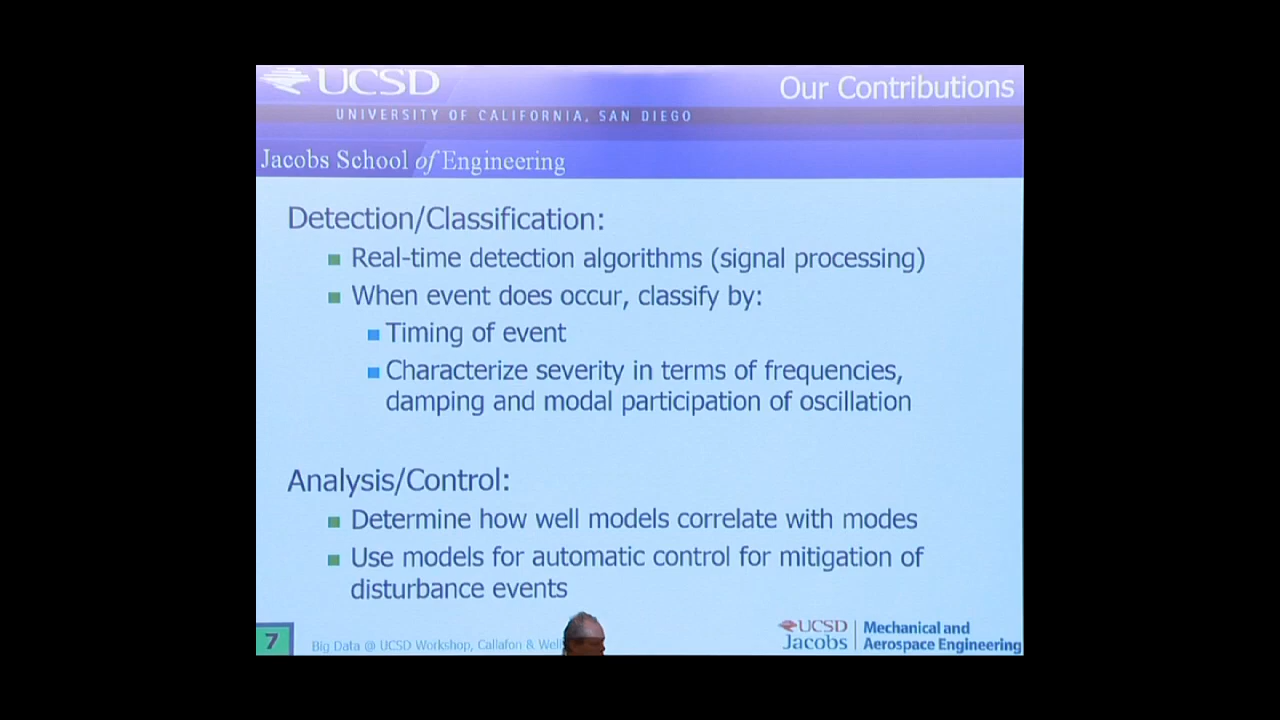 UCSD
Our Contributions
UNIVERSITY OF CALIFORNIA, SAN DIEGO
Jacobs School of Engineering
Detection/Classification:
Real-time detection algorithms (signal processing)
When event does occur, classify by:
Timing of event
Characterize severity in terms of frequencies,
damping and modal participation of oscillation
Analysis/Control:
Determine how well models correlate with modes
Use models for automatic control for mitigation of
disturbance events
7
Big Data @ UCSD Workshop, Callafon &
UCSD
Jacobs
Mechanical and
Aerospace Engineering